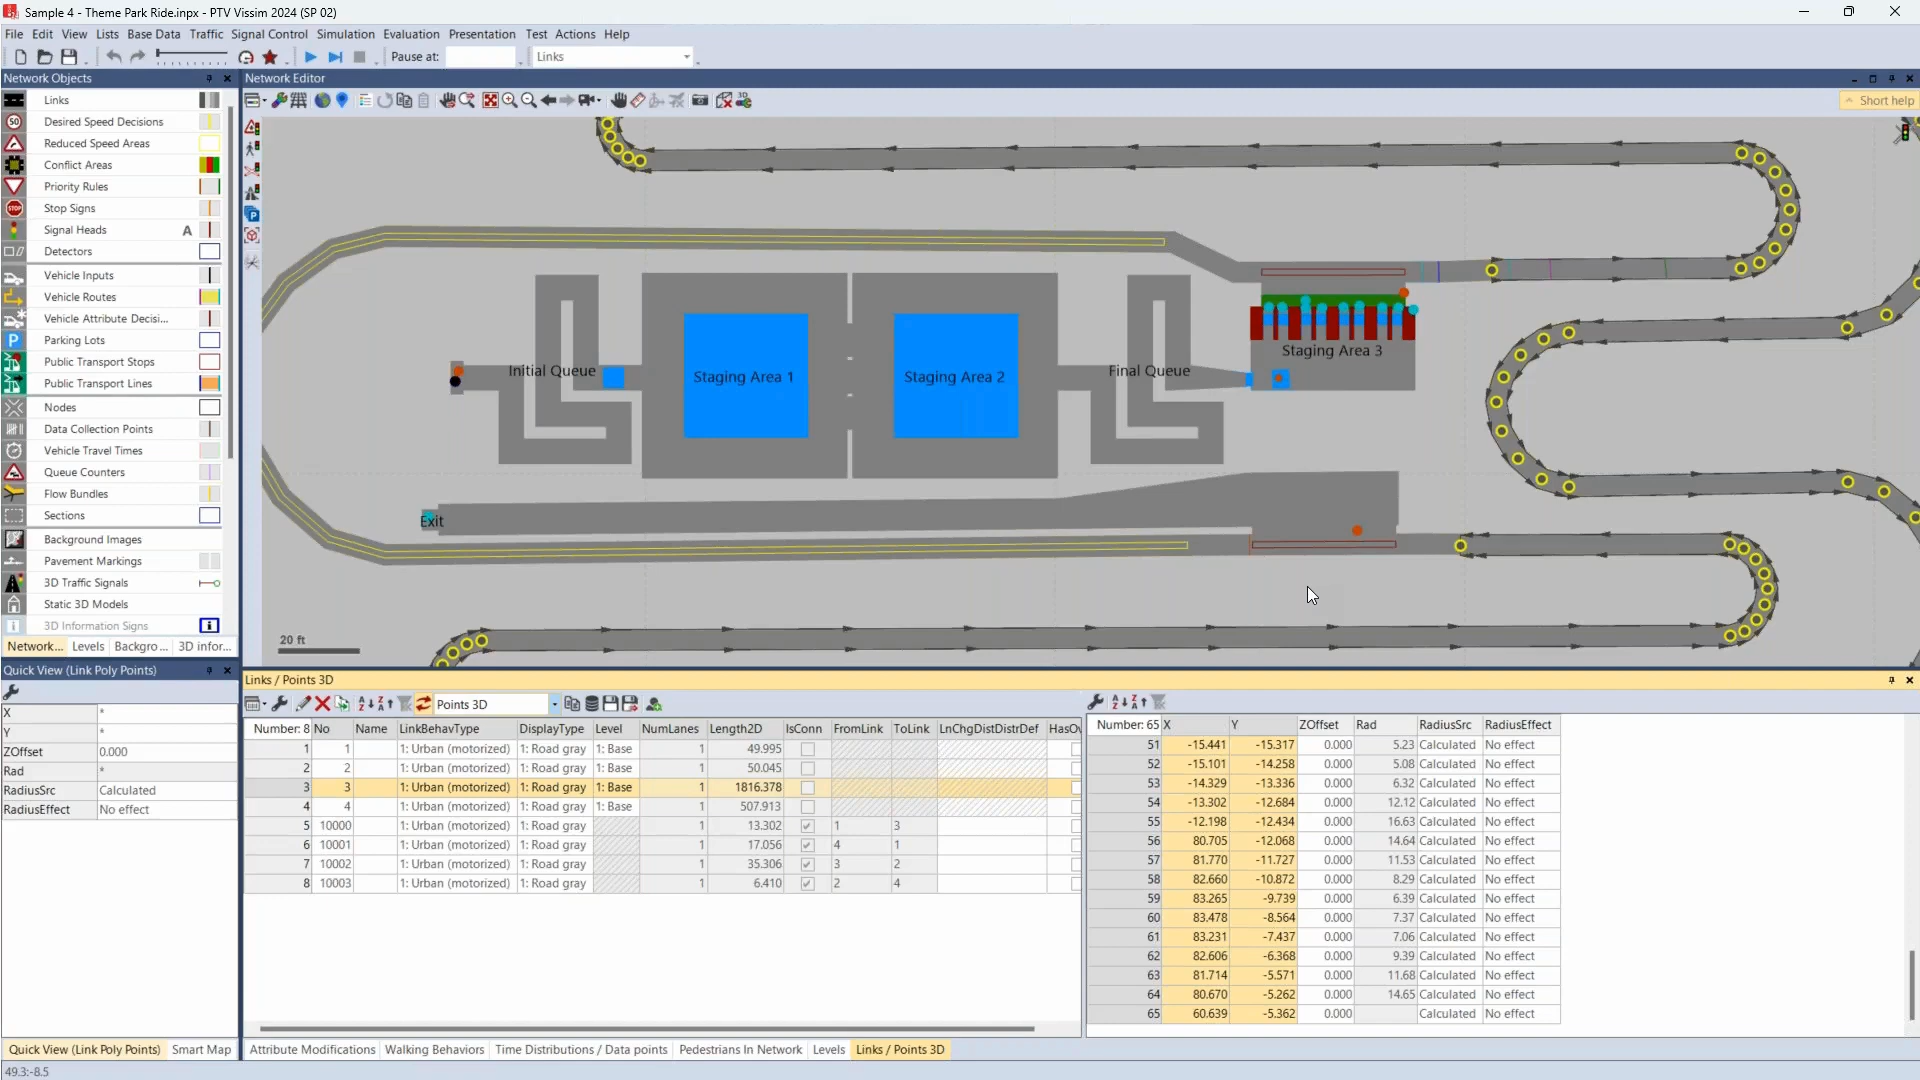 Sample 4 - Theme Park Ride.inpx - PTV Vissim 2024 (SP 02)
File Edit View Lists Base Data Traffic Signal Control Simulation Evaluation Presentation Test Actions Help
Pause at: Links
Network Objects
Network Editor
Short help
Links
Desired Speed Decisions
Reduced Speed Areas
Conflict Areas
Priority Rules
Stop Signs
Signal Heads A
Detectors
Vehicle Inputs
Vehicle Routes
Vehicle Attribute Decisi...
Parking Lots
Public Transport Stops
Public Transport Lines
Nodes
Data Collection Points
Vehicle Travel Times
Queue Counters
Flow Bundles
Sections
Background Images
Pavement Markings
3D Traffic Signals
Static 3D Models
3D Information Signs
Network... Levels Backgro... 3D infor...
Initial Queue
Staging Area 1
Staging Area 2
Final Queue
Staging Area 3
Exit
20 ft
Quick View (Link Poly Points)
X *
Y *
ZOffset 0.000
Rad *
RadiusSrc Calculated
RadiusEffect No effect
Quick View (Link Poly Points) Smart Map
Links / Points 3D
Points 3D
Number: 8 No Name LinkBehavType DisplayType Level NumLanes Length2D IsConn FromLink ToLink LnChgDistDistrDef HasOv
1 1 1: Urban (motorized) 1: Road gray 1: Base 1 49.995
2 2 1: Urban (motorized) 1: Road gray 1: Base 1 50.045
3 3 1: Urban (motorized) 1: Road gray 1: Base 1 1816.378
4 4 1: Urban (motorized) 1: Road gray 1: Base 1 507.913
5 10000 1: Urban (motorized) 1: Road gray 1 13.302 1 3
6 10001 1: Urban (motorized) 1: Road gray 1 17.056 4 1
7 10002 1: Urban (motorized) 1: Road gray 1 35.306 3 2
8 10003 1: Urban (motorized) 1: Road gray 1 6.410 2 4
Number: 65 X Y ZOffset Rad RadiusSrc RadiusEffect
51 -15.441 -15.317 0.000 5.23 Calculated No effect
52 -15.101 -14.258 0.000 5.08 Calculated No effect
53 -14.329 -13.336 0.000 6.32 Calculated No effect
54 -13.302 -12.684 0.000 12.12 Calculated No effect
55 -12.198 -12.434 0.000 16.63 Calculated No effect
56 80.705 -12.068 0.000 14.64 Calculated No effect
57 81.770 -11.727 0.000 11.53 Calculated No effect
58 82.660 -10.872 0.000 8.29 Calculated No effect
59 83.265 -9.739 0.000 6.39 Calculated No effect
60 83.478 -8.564 0.000 7.37 Calculated No effect
61 83.231 -7.437 0.000 7.06 Calculated No effect
62 82.606 -6.368 0.000 9.39 Calculated No effect
63 81.714 -5.571 0.000 11.68 Calculated No effect
64 80.670 -5.262 0.000 14.65 Calculated No effect
65 60.639 -5.362 0.000 Calculated No effect
Attribute Modifications Walking Behaviors Time Distributions / Data points Pedestrians In Network Levels Links / Points 3D
49.3:-8.5